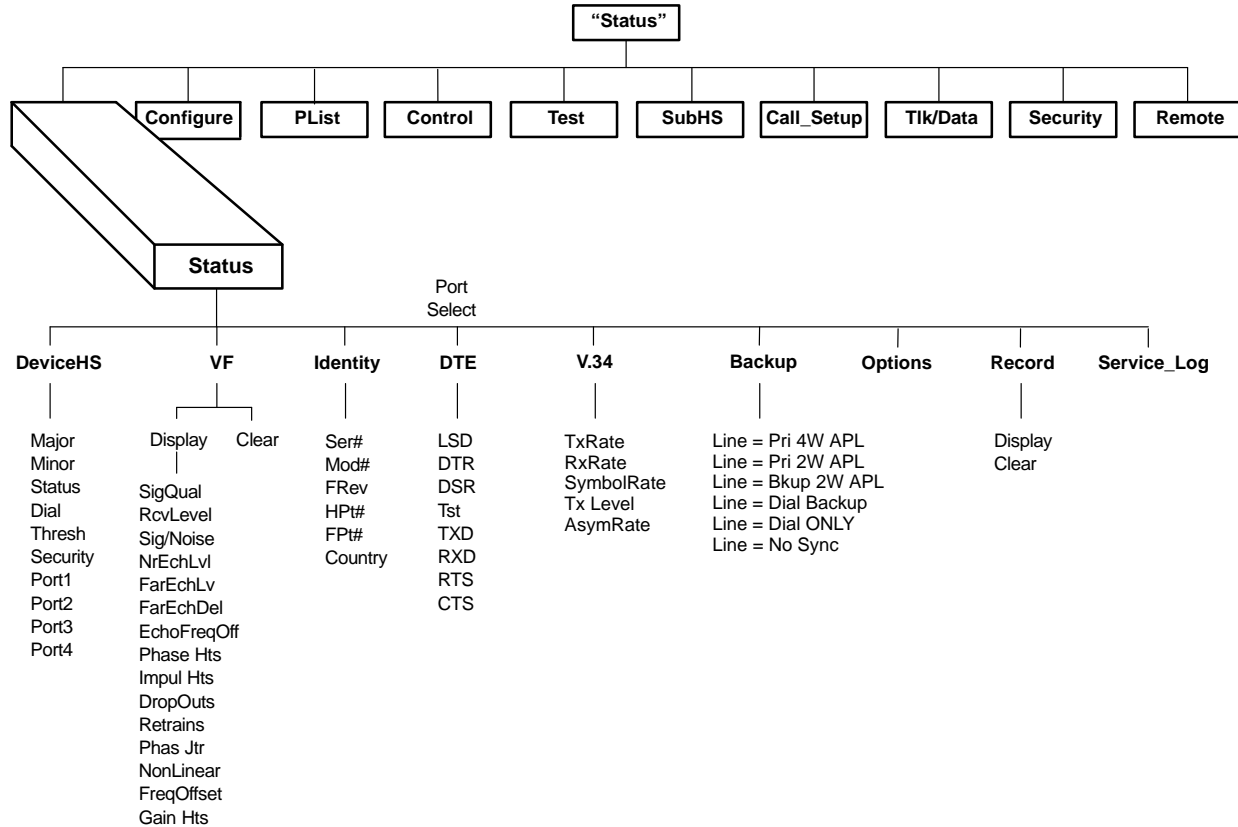 “Status”
Configure
PList
Control
Test
SubHS
Call_Setup
Tlk/Data
Security
Remote
Status
Port
Select
DeviceHS
VF
Identity
DTE
V.34
Backup
Options
Record
Service_Log
Major
Minor
Status
Dial
Thresh
Security
Port1
Port2
Port3
Port4
Display
Clear
SigQual
RcvLevel
Sig/Noise
NrEchLvl
FarEchLv
FarEchDel
EchoFreqOff
Phase Hts
Impul Hts
DropOuts
Retrains
Phas Jtr
NonLinear
FreqOffset
Gain Hts
Ser#
Mod#
FRev
HPt#
FPt#
Country
LSD
DTR
DSR
Tst
TXD
RXD
RTS
CTS
TxRate
RxRate
SymbolRate
Tx Level
AsymRate
Line = Pri 4W APL
Line = Pri 2W APL
Line = Bkup 2W APL
Line = Dial Backup
Line = Dial ONLY
Line = No Sync
Display
Clear